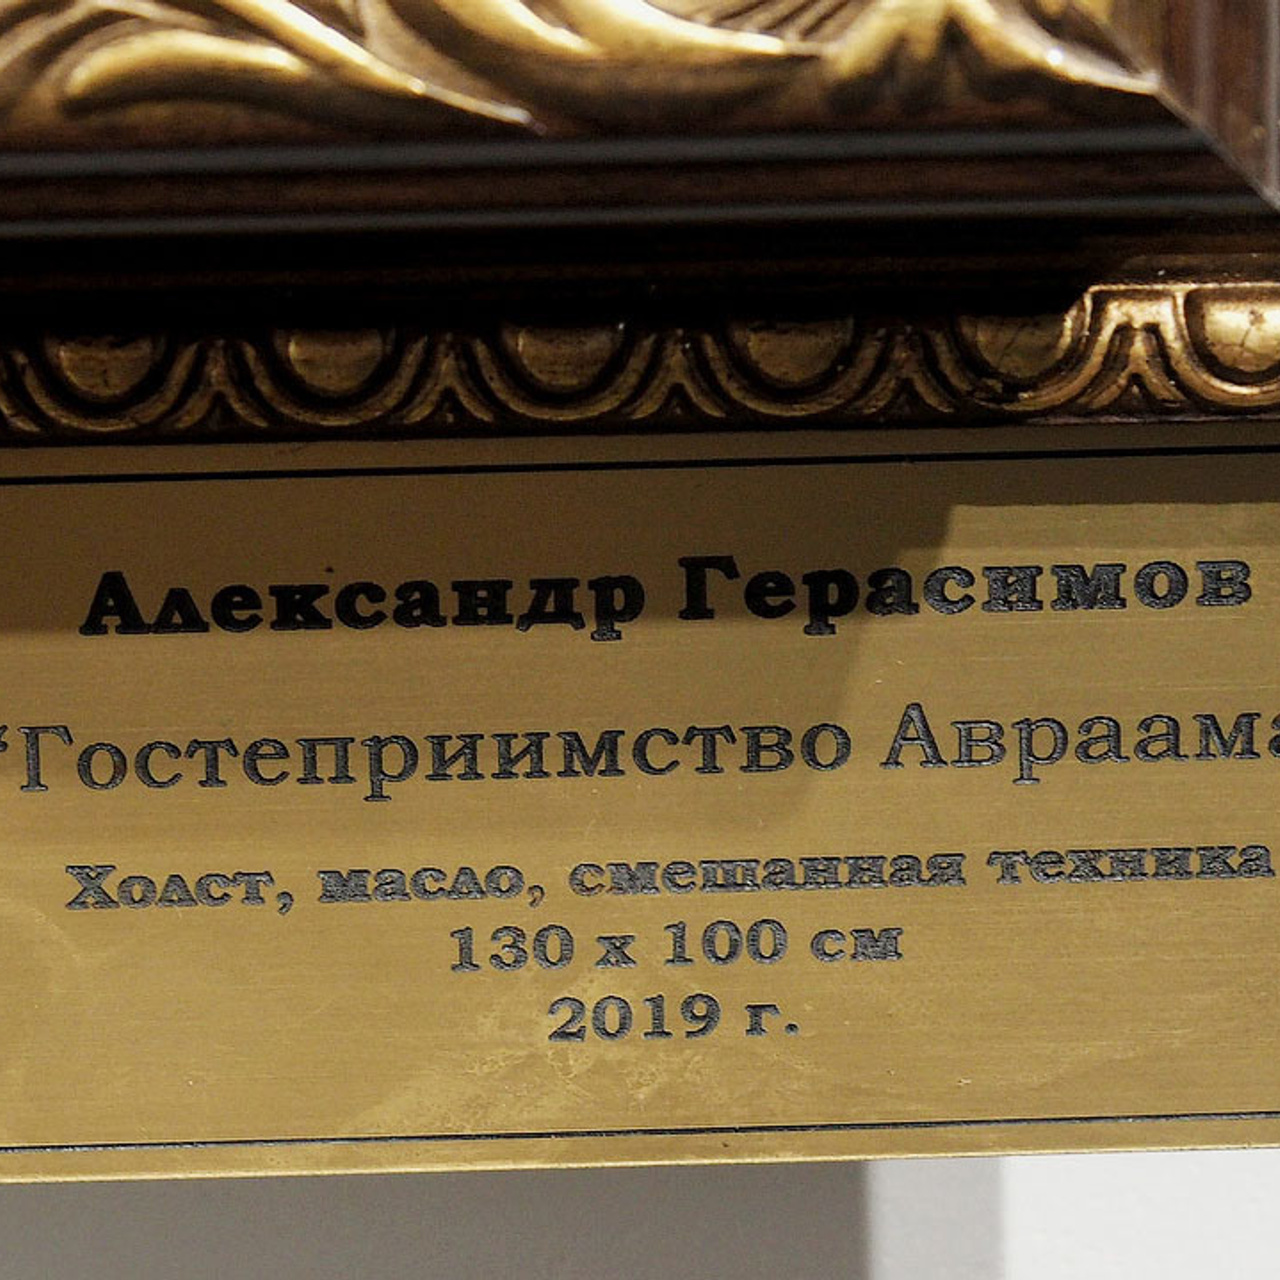 Александр Герасимов
“Гостеприимство Авраама
Холст, масло, смешанная техника
130 х 100 см
2019 г.